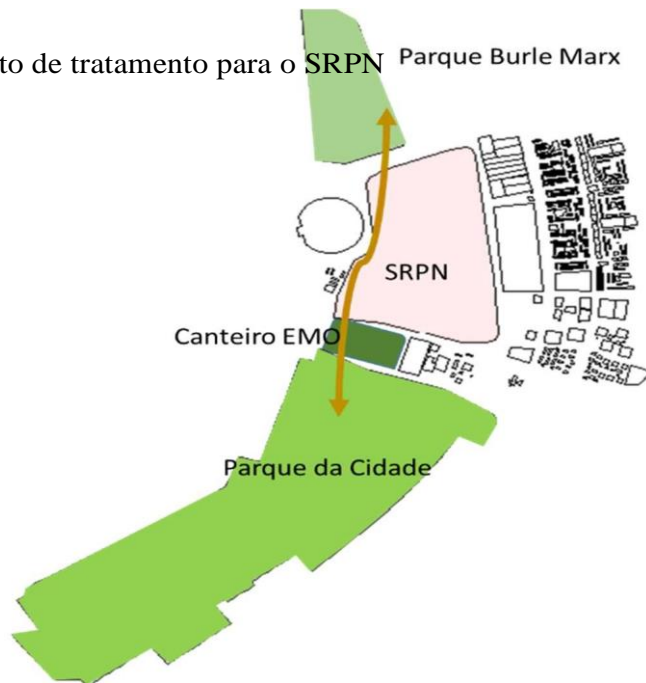 to de tratamento para o SRPN
Parque Burle Marx
SRPN
Canteiro EMO
Parque da Cidade